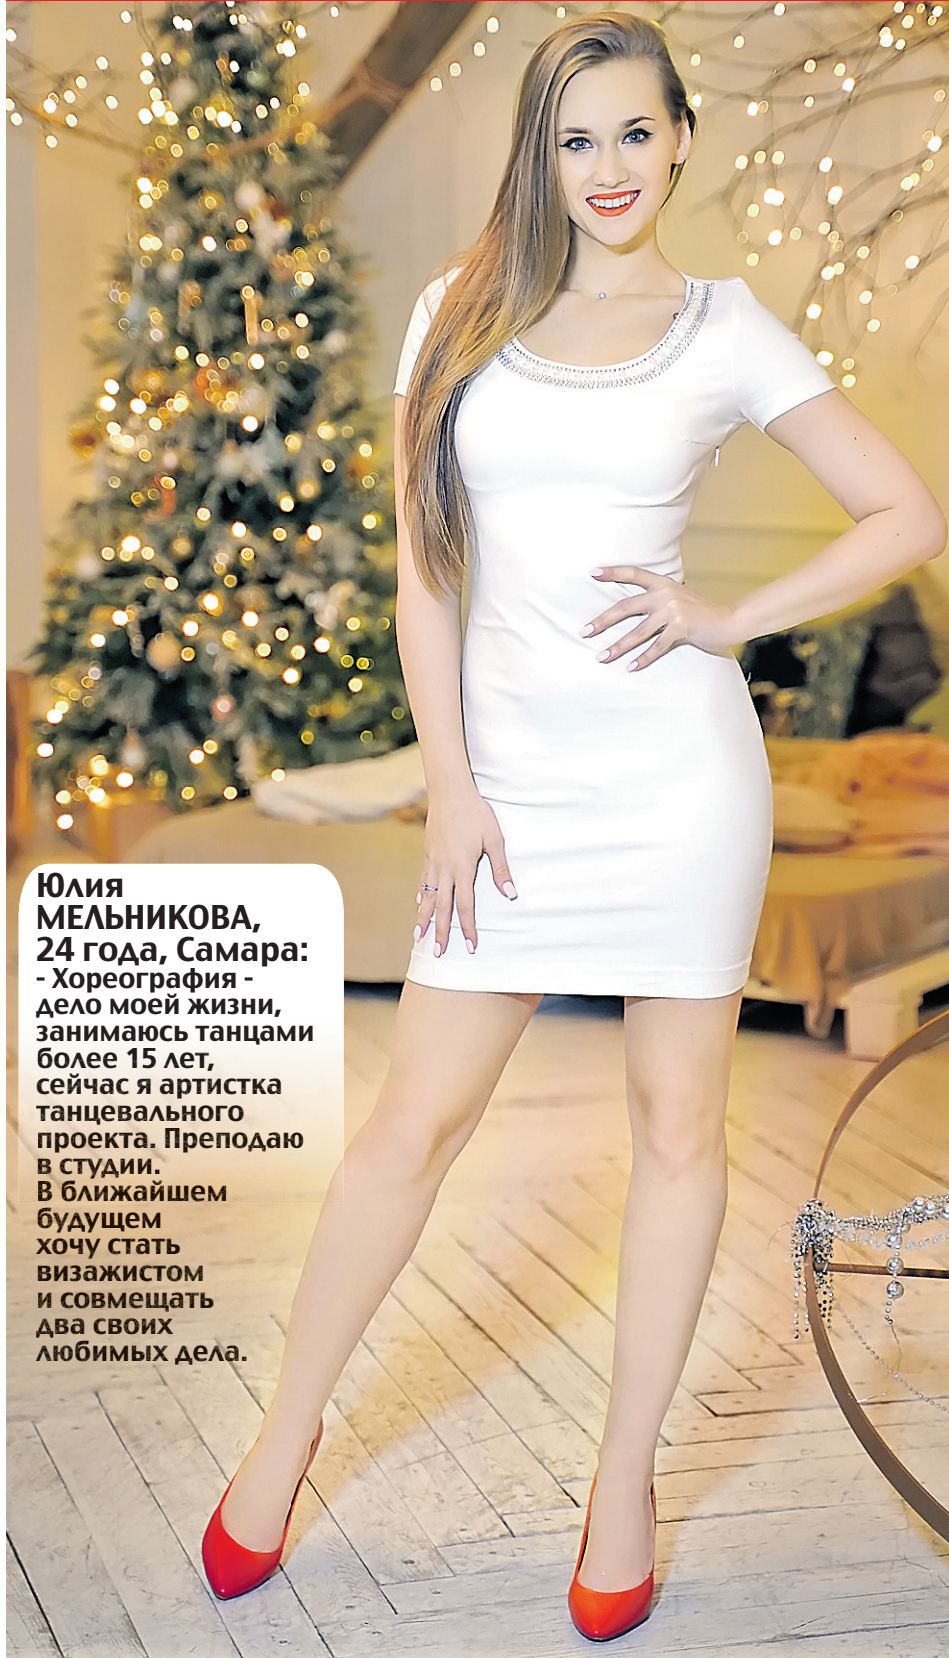 Юлия
МЕЛЬНИКОВА,
24 года, Самара:
- Хореография -
дело моей жизни,
занимаюсь танцами
более 15 лет,
сейчас я артистка
танцевального
проекта. Преподаю
в студии.
В ближайшем
будущем
хочу стать
визажистом
и совмещать
два своих
любимых дела.